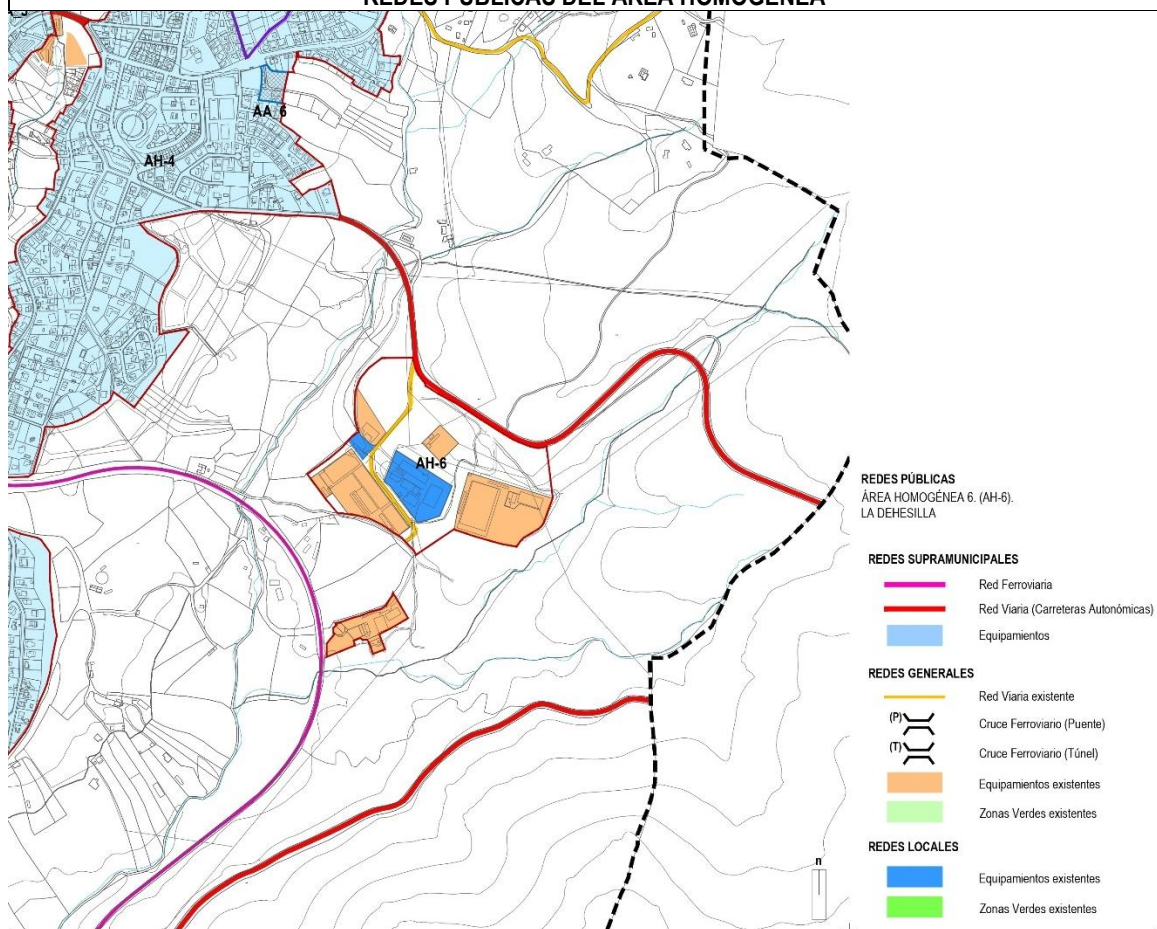 REDES PÚBLICAS DEL ÁREA HOMOGÉNEA
AA_6
AH-4
AH-6
REDES PÚBLICAS
ÁREA HOMOGÉNEA 6. (AH-6).
LA DEHESILLA
REDES SUPRAMUNICIPALES
Red Ferroviaria
Red Viaria (Carreteras Autonómicas)
Equipamientos
REDES GENERALES
Red Viaria existente
(P)
Cruce Ferroviario (Puente)
(T)
Cruce Ferroviario (Túnel)
Equipamientos existentes
Zonas Verdes existentes
REDES LOCALES
Equipamientos existentes
Zonas Verdes existentes
n